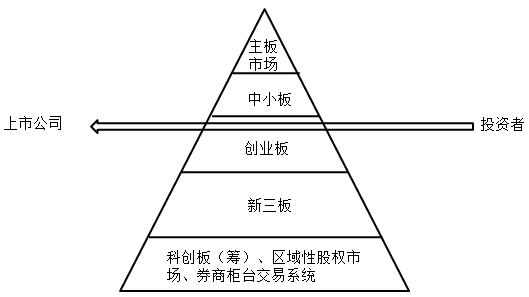 主板
市场
中小板
上市公司
投资者
创业板
新三板
科创板（筹）、区域性股权市
场、券商柜台交易系统